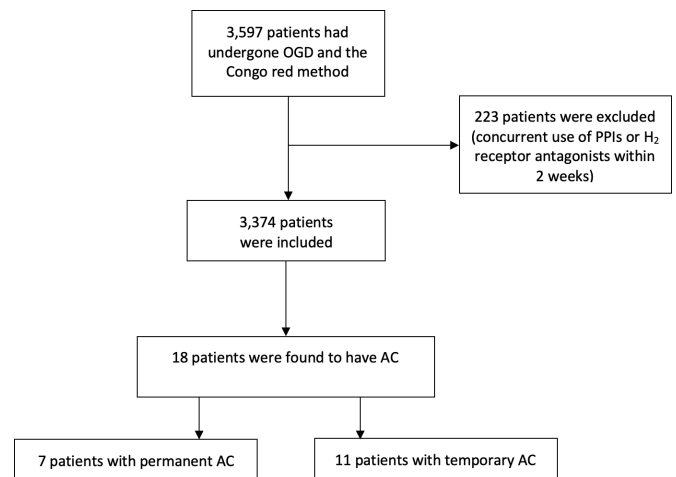 3,597 patients had
undergone OGD and the
Congo red method
223 patients were excluded
(concurrent use of PPIs or H₂
receptor antagonists within
2 weeks)
3,374 patients
were included
18 patients were found to have AC
7 patients with permanent AC
11 patients with temporary AC